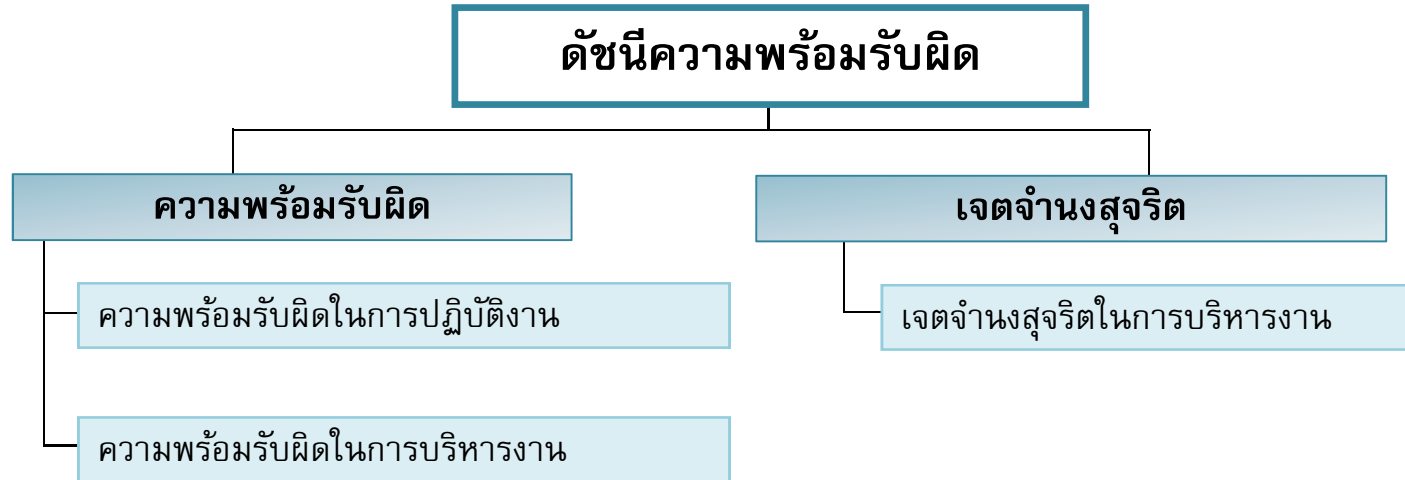 ดัชนีความพร้อมรับผิด
ความพร้อมรับผิด
เจตจำนงสุจริต
ความพร้อมรับผิดในการปฏิบัติงาน
เจตจำนงสุจริตในการบริหารงาน
ความพร้อมรับผิดในการบริหารงาน